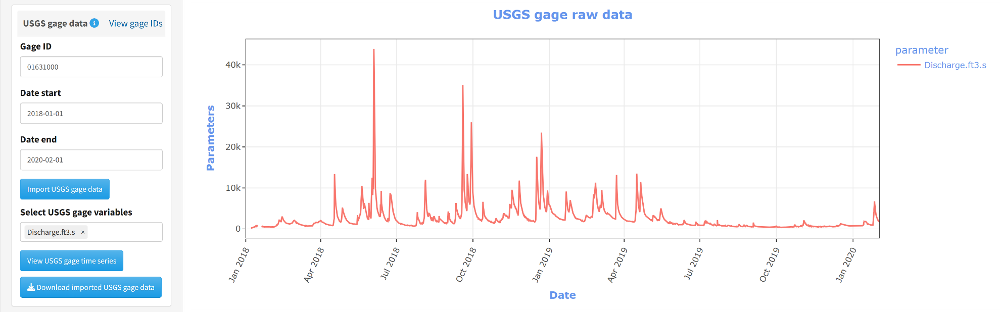 USGS gage data i View gage IDs
Gage ID
01631000
Date start
2018-01-01
Date end
2020-02-01
Import USGS gage data
Select USGS gage variables
Discharge.ft3.s ×
View USGS gage time series
Download imported USGS gage data
USGS gage raw data
Parameters
40k
30k
20k
10k
0
Jan 2018
Apr 2018
Jul 2018
Oct 2018
Jan 2019
Apr 2019
Jul 2019
Oct 2019
Jan 2020
Date
parameter
Discharge.ft3.s